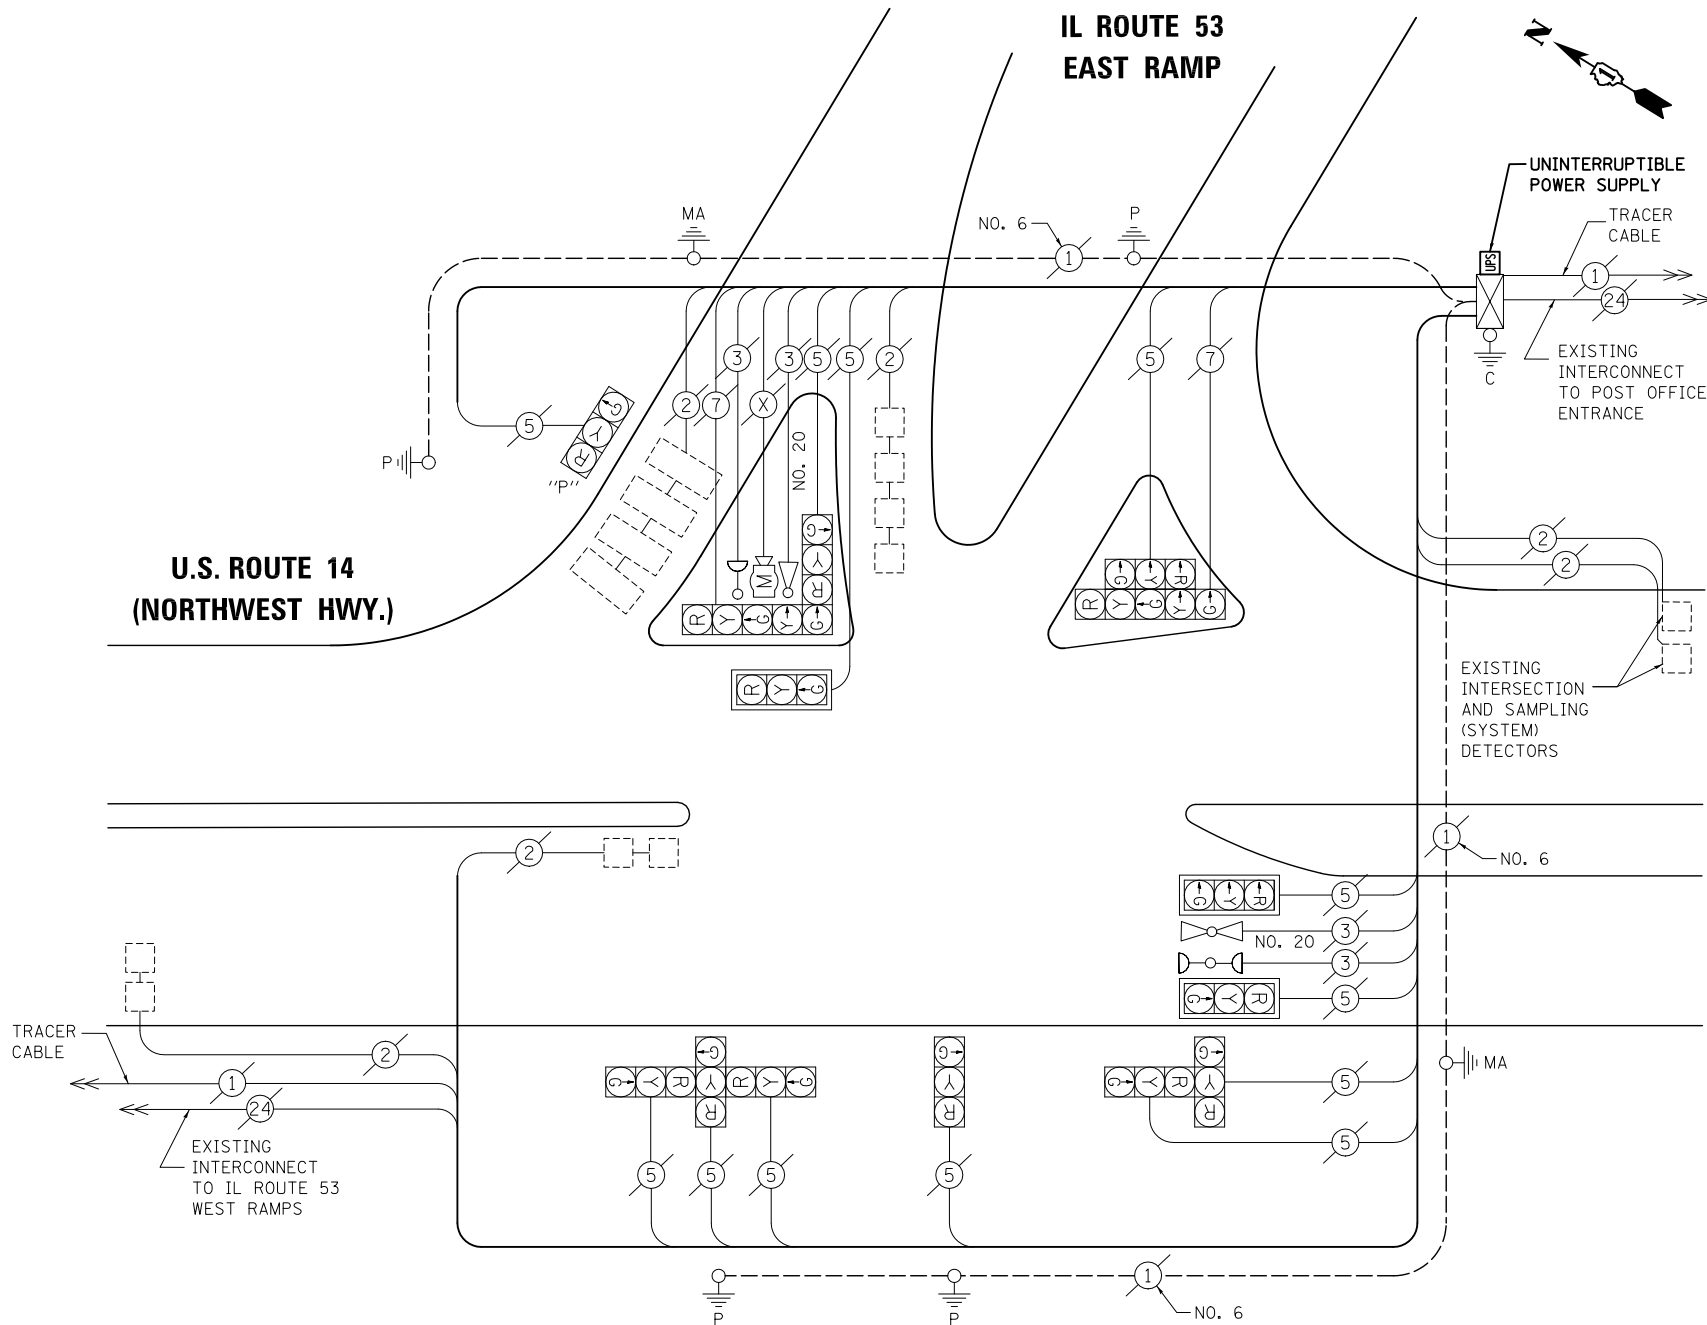 IL ROUTE 53
EAST RAMP
N
1
UNINTERRUPTIBLE
POWER SUPPLY
TRACER
CABLE
MA
NO. 6
1
P
UPS
1
24
C
EXISTING
INTERCONNECT
TO POST OFFICE
ENTRANCE
3
3
5
5
2
5
7
2
7
X
NO. 20
5
G
Y
R
"P"
P
U.S. ROUTE 14
(NORTHWEST HWY.)
2
2
M
G
Y
R
R Y G Y G
G Y R
R Y G Y G
R Y G
EXISTING
INTERSECTION
AND SAMPLING
(SYSTEM)
DETECTORS
2
1
NO. 6
G Y R
5
NO. 20
3
3
G Y R
5
TRACER
CABLE
2
1
24
EXISTING
INTERCONNECT
TO IL ROUTE 53
WEST RAMPS
G
G Y R Y R Y G
R
G
Y
R
G
G Y R Y
R
5
5
MA
5
5
5
5
1
NO. 6
P
P